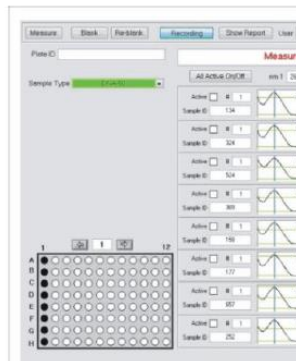 Measure Blank Re-blank Recording Show Report User
Plate ID
Measur
All Active On/Off nm 1
Sample Type
Active # 1
Sample ID 134
Active # 1
Sample ID 324
Active # 1
Sample ID 524
Active # 1
Sample ID
Active # 1
Sample ID
Active # 1
Sample ID 177
Active # 1
Sample ID
Active # 1
Sample ID 252
1 1 12
A
B
C
D
E
F
G
H